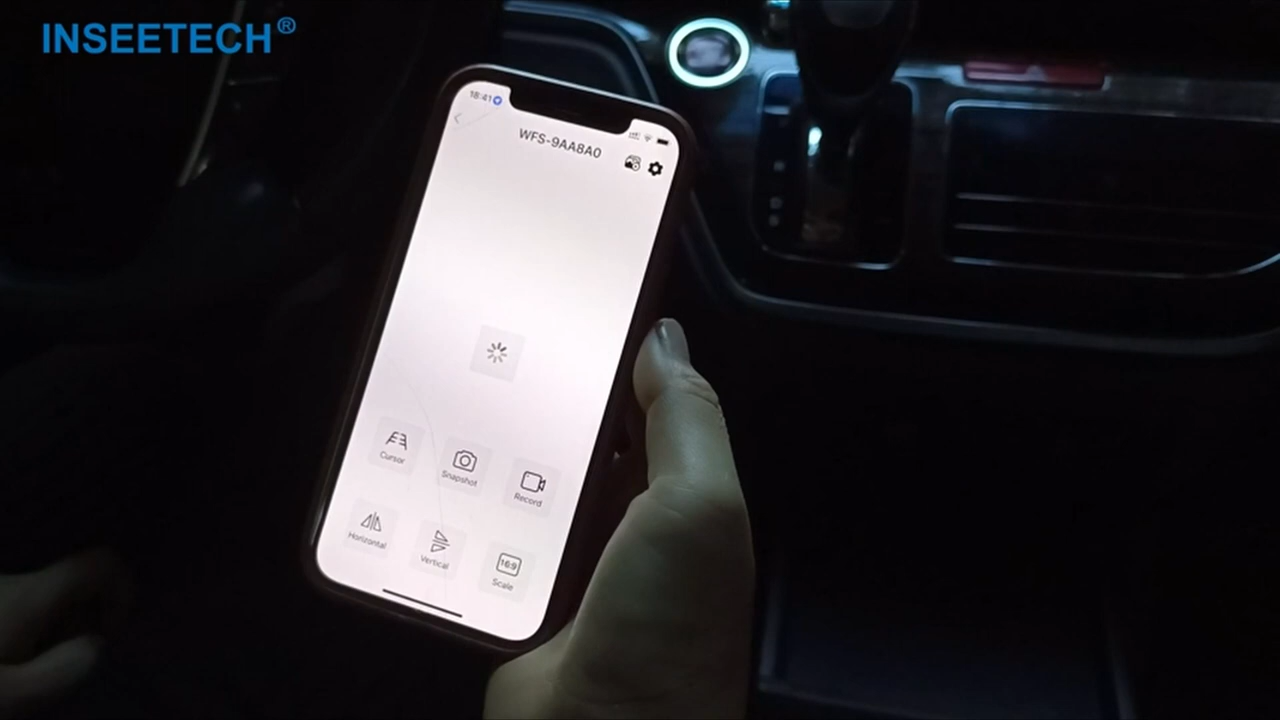 INSEETECH®
18:41
WFS-9AA8A0
Cursor
Snapshot
Record
Horizontal
Vertical
16:9
Scale